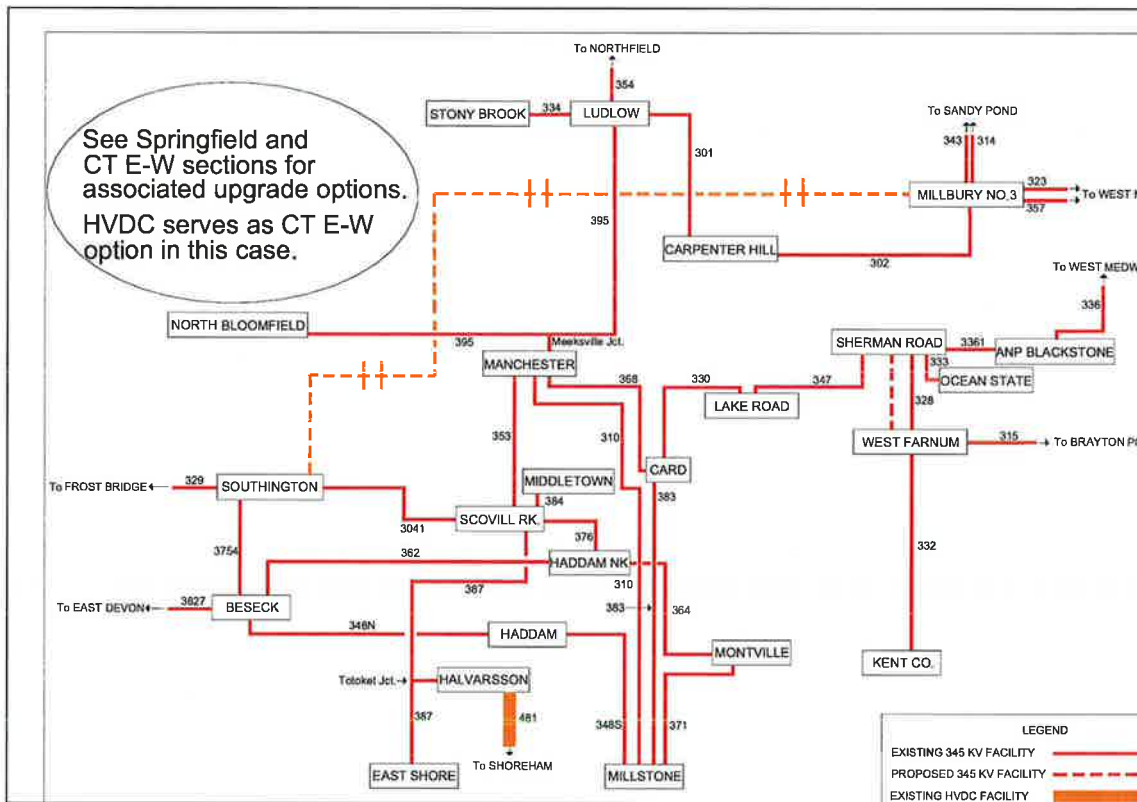 To NORTHFIELD
354
STONY BROOK
334
LUDLOW
To SANDY POND
343
314
See Springfield and
CT E-W sections for
associated upgrade options.
HVDC serves as CT E-W
option in this case.
301
323
MILLBURY NO.3
357
395
CARPENTER HILL
302
To WEST MEDW
336
NORTH BLOOMFIELD
395
Meeksville Jct.
MANCHESTER
SHERMAN ROAD
3361
ANP BLACKSTONE
333
OCEAN STATE
368
330
347
LAKE ROAD
328
353
310
WEST FARNUM
315
To BRAYTON P
CARD
MIDDLETOWN
383
384
To FROST BRIDGE
329
SOUTHINGTON
SCOVILL RK.
3041
376
3754
362
HADDAM NK
332
387
310
383
364
To EAST DEVON
3827
BESECK
348N
HADDAM
MONTVILLE
KENT CO.
Totoket Jct.
HALVARSSON
481
387
348S
371
LEGEND
EXISTING 345 KV FACILITY
PROPOSED 345 KV FACILITY
EXISTING HVDC FACILITY
EAST SHORE
To SHOREHAM
MILLSTONE